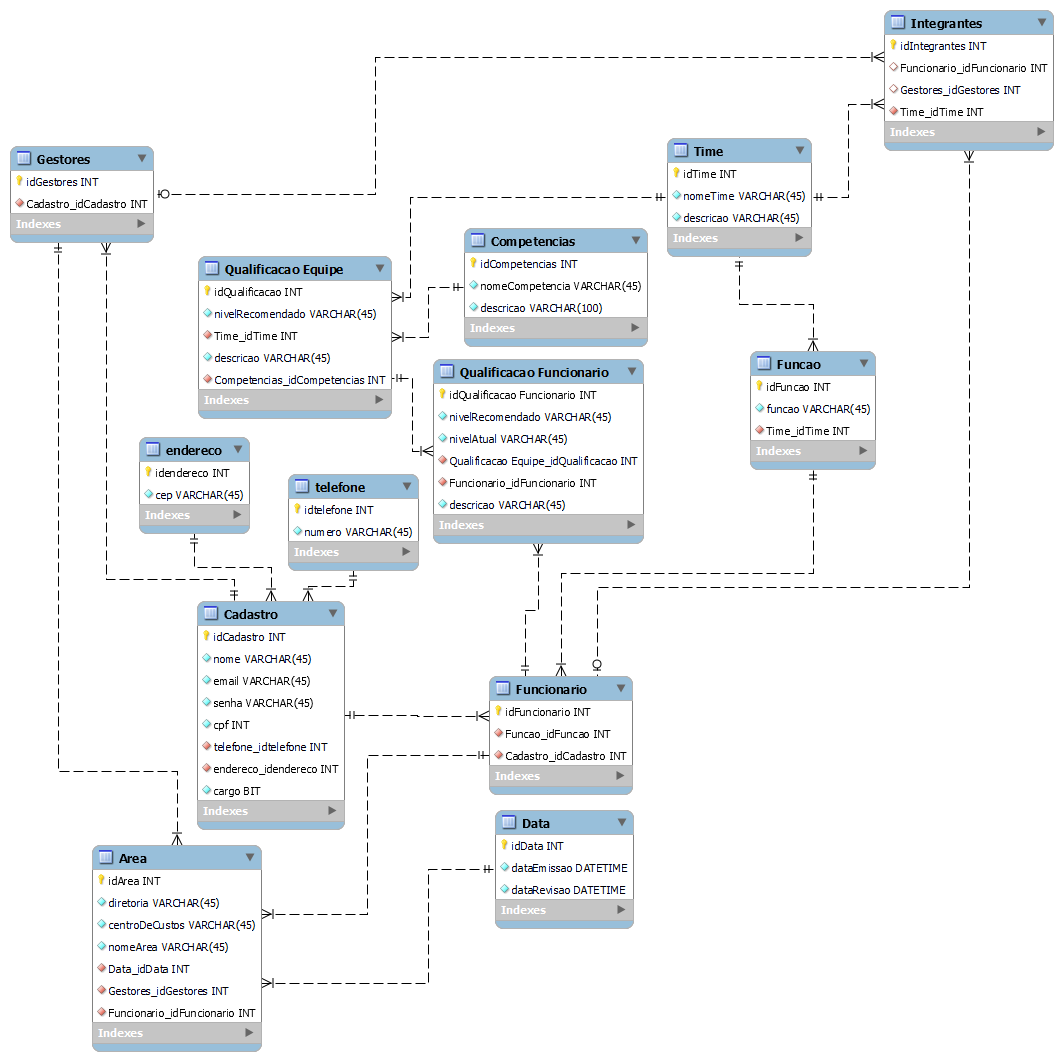 Integrantes
idIntegrantes INT
Funcionario_idFuncionario INT
Gestores_idGestores INT
Time_idTime INT
Indexes
Gestores
idGestores INT
Cadastro_idCadastro INT
Indexes
Time
idTime INT
nomeTime VARCHAR(45)
descricao VARCHAR(45)
Indexes
Qualificacao Equipe
idQualificacao INT
nivelRecomendado VARCHAR(45)
Time_idTime INT
descricao VARCHAR(45)
Competencias_idCompetencias INT
Indexes
Competencias
idCompetencias INT
nomeCompetencia VARCHAR(45)
descricao VARCHAR(100)
Indexes
Qualificacao Funcionario
idQualificacao Funcionario INT
nivelRecomendado VARCHAR(45)
nivelAtual VARCHAR(45)
Qualificacao Equipe_idQualificacao INT
Funcionario_idFuncionario INT
descricao VARCHAR(45)
Indexes
Funcao
idFuncao INT
funcao VARCHAR(45)
Time_idTime INT
Indexes
endereco
idendereco INT
cep VARCHAR(45)
Indexes
telefone
idtelefone INT
numero VARCHAR(45)
Indexes
Cadastro
idCadastro INT
nome VARCHAR(45)
email VARCHAR(45)
senha VARCHAR(45)
cpf INT
telefone_idtelefone INT
endereco_idendereco INT
cargo BIT
Indexes
Funcionario
idFuncionario INT
Funcao_idFuncao INT
Cadastro_idCadastro INT
Indexes
Data
idData INT
dataEmissao DATETIME
dataRevisao DATETIME
Indexes
Area
idArea INT
diretoria VARCHAR(45)
centroDeCustos VARCHAR(45)
nomeArea VARCHAR(45)
Data_idData INT
Gestores_idGestores INT
Funcionario_idFuncionario INT
Indexes